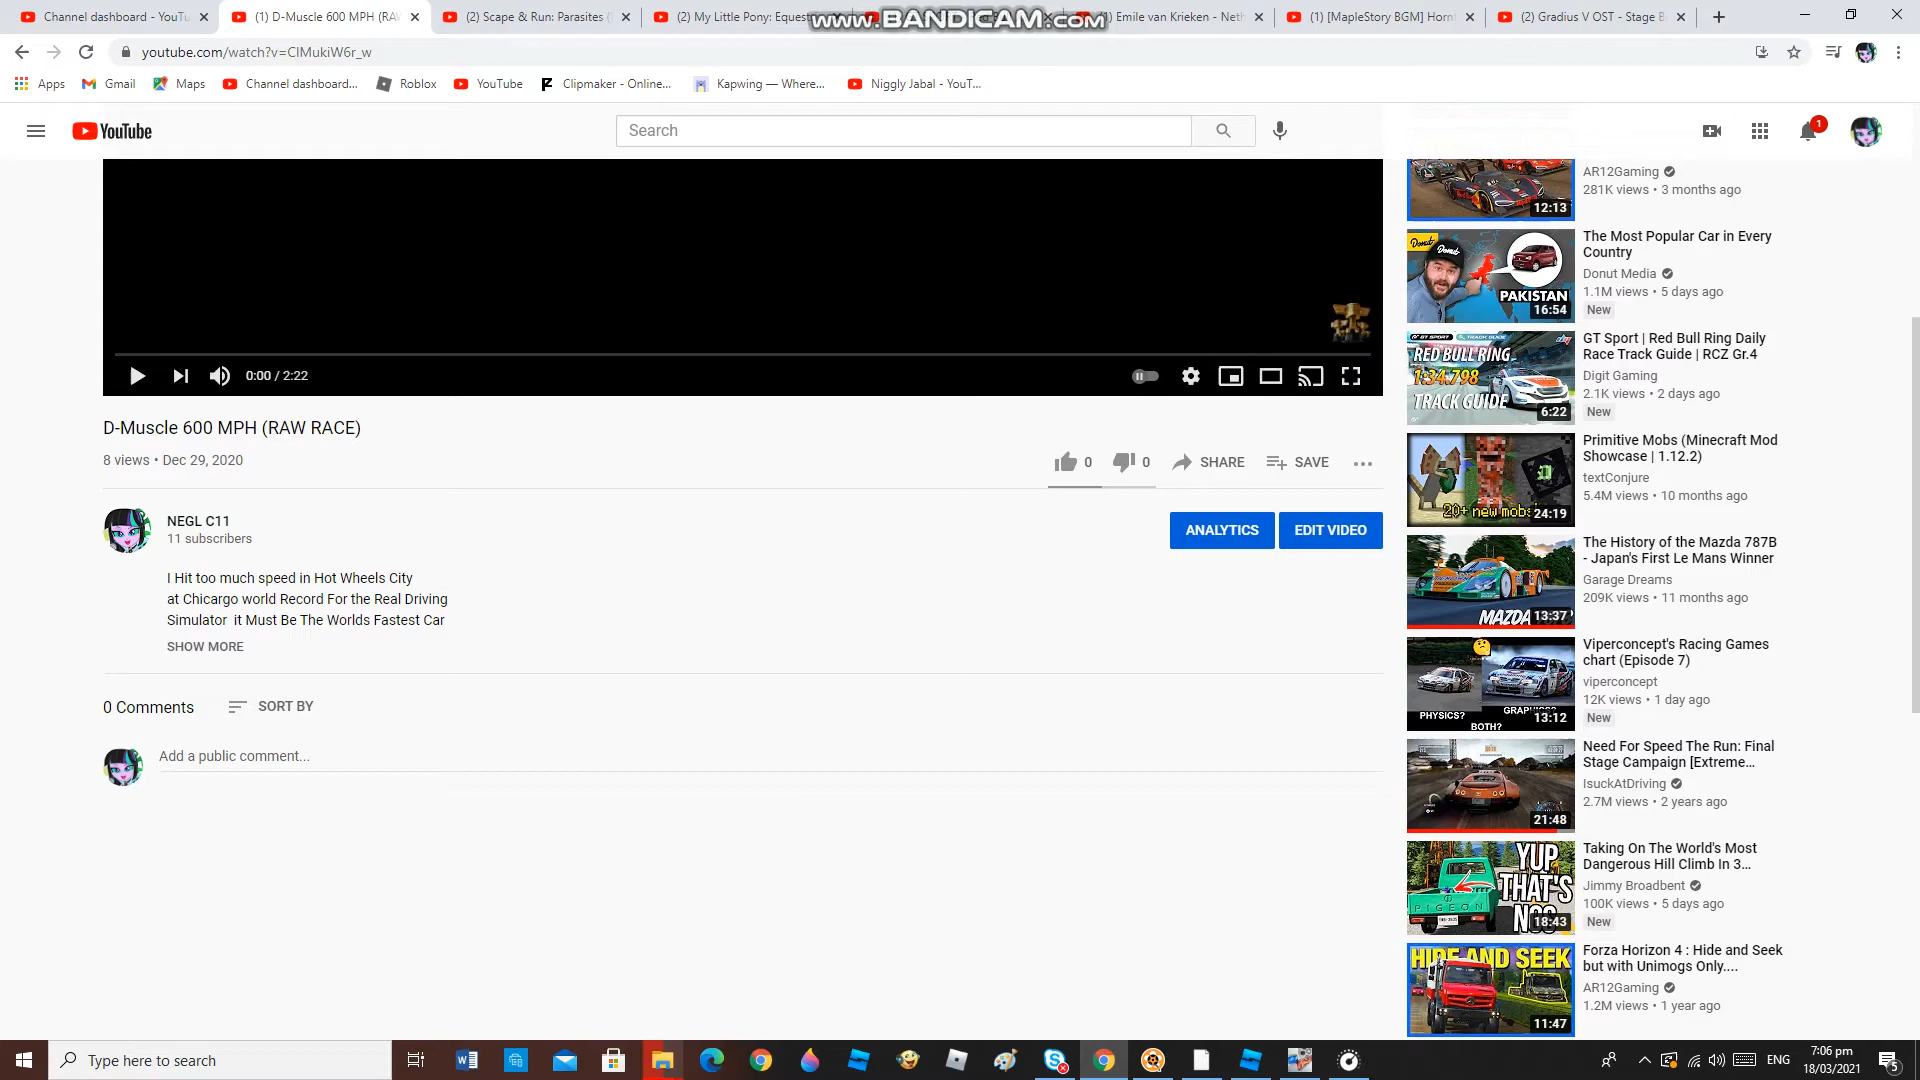 Channel dashboard - YouTu
(1) D-Muscle 600 MPH (RAW
(2) Scape & Run: Parasites (
(2) My Little Pony: Equest
www.BANDICAM.com
) Emile van Krieken - Neth
(1) [MapleStory BGM] Horn
(2) Gradius V OST - Stage B
youtube.com/watch?v=CIMukiW6r_w
Apps
Gmail
Maps
Channel dashboard...
Roblox
YouTube
Clipmaker - Online...
Kapwing — Where...
Niggly Jabal - YouT...
YouTube
Search
1
0:00 / 2:22
D-Muscle 600 MPH (RAW RACE)
8 views • Dec 29, 2020
0
0
SHARE
SAVE
NEGL C11
11 subscribers
ANALYTICS
EDIT VIDEO
I Hit too much speed in Hot Wheels City
at Chicargo world Record For the Real Driving
Simulator it Must Be The Worlds Fastest Car
SHOW MORE
0 Comments
SORT BY
Add a public comment...
12:13
AR12Gaming
281K views • 3 months ago
Donut
Donut
PAKISTAN
16:54
The Most Popular Car in Every
Country
Donut Media
1.1M views • 5 days ago
New
GT SPORT
TRACK GUIDE
RED BULL RING
1:34.798
TRACK GUIDE
6:22
GT Sport | Red Bull Ring Daily
Race Track Guide | RCZ Gr.4
Digit Gaming
2.1K views • 2 days ago
New
20+ new mobs
24:19
Primitive Mobs (Minecraft Mod
Showcase | 1.12.2)
textConjure
5.4M views • 10 months ago
MAZDA
13:37
The History of the Mazda 787B
- Japan's First Le Mans Winner
Garage Dreams
209K views • 11 months ago
PHYSICS?
GRAPHICS?
BOTH?
13:12
Viperconcept's Racing Games
chart (Episode 7)
viperconcept
12K views • 1 day ago
New
21:48
Need For Speed The Run: Final
Stage Campaign [Extreme...
IsuckAtDriving
2.7M views • 2 years ago
YUP
THAT'S
NOS
PIGEON
18:43
Taking On The World's Most
Dangerous Hill Climb In 3...
Jimmy Broadbent
100K views • 5 days ago
New
HIDE AND SEEK
11:47
Forza Horizon 4 : Hide and Seek
but with Unimogs Only....
AR12Gaming
1.2M views • 1 year ago
Type here to search
ENG
7:06 pm
18/03/2021
5